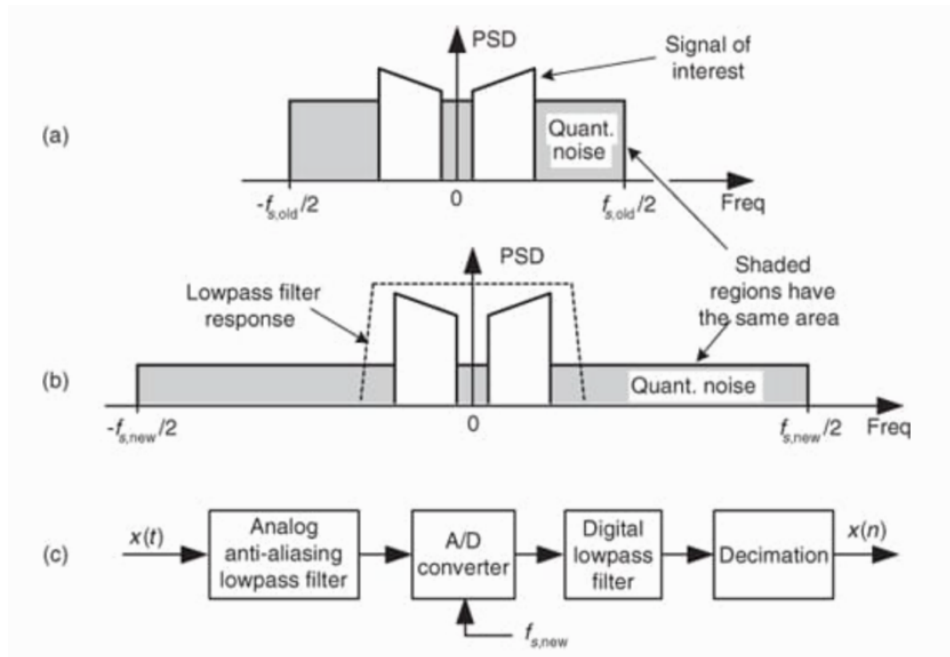 PSD
Signal of
interest
(a)
Quant.
noise
-fs,old/2
0
fs,old/2
Freq
PSD
Shaded
regions have
the same area
Lowpass filter
response
(b)
Quant. noise
-fs,new/2
0
fs,new/2
Freq
(c)
x(t)
Analog
anti-aliasing
lowpass filter
A/D
converter
Digital
lowpass
filter
Decimation
x(n)
fs,new